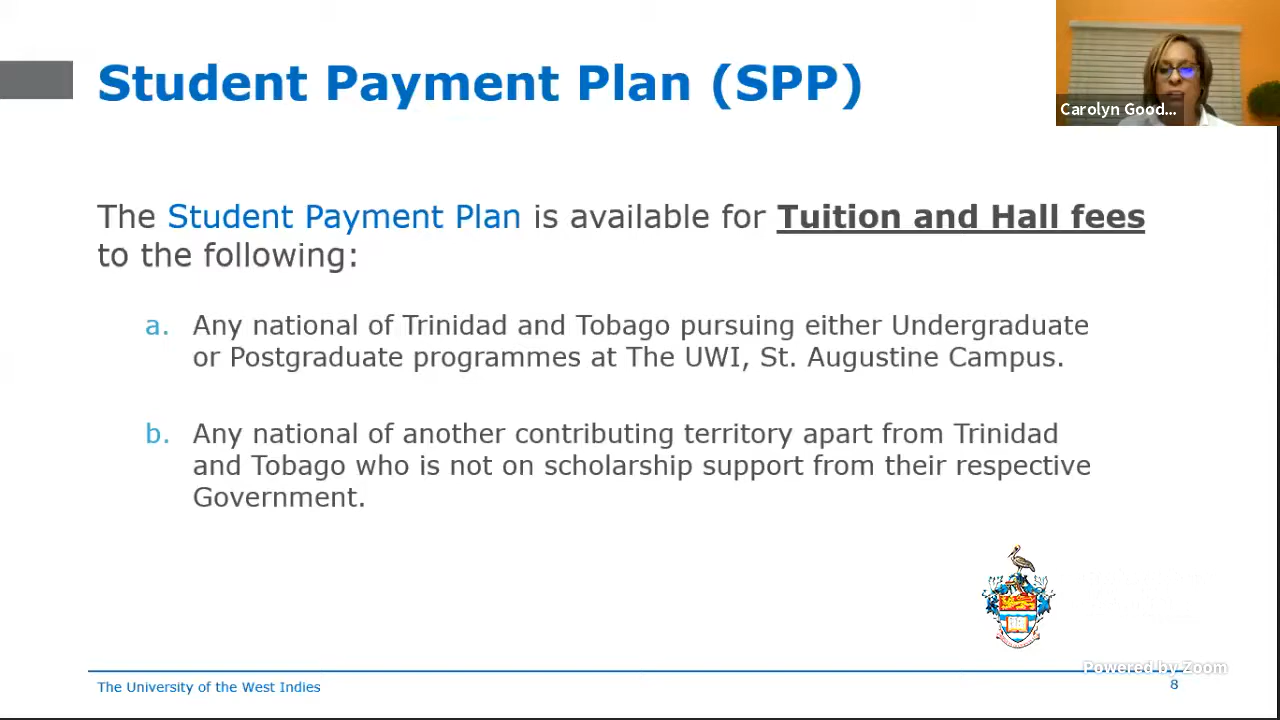 Student Payment Plan (SPP)
Carolyn Good...
The Student Payment Plan is available for Tuition and Hall fees
to the following:
a. Any national of Trinidad and Tobago pursuing either Undergraduate
or Postgraduate programmes at The UWI, St. Augustine Campus.
b. Any national of another contributing territory apart from Trinidad
and Tobago who is not on scholarship support from their respective
Government.
Powered by Zoom
The University of the West Indies
8